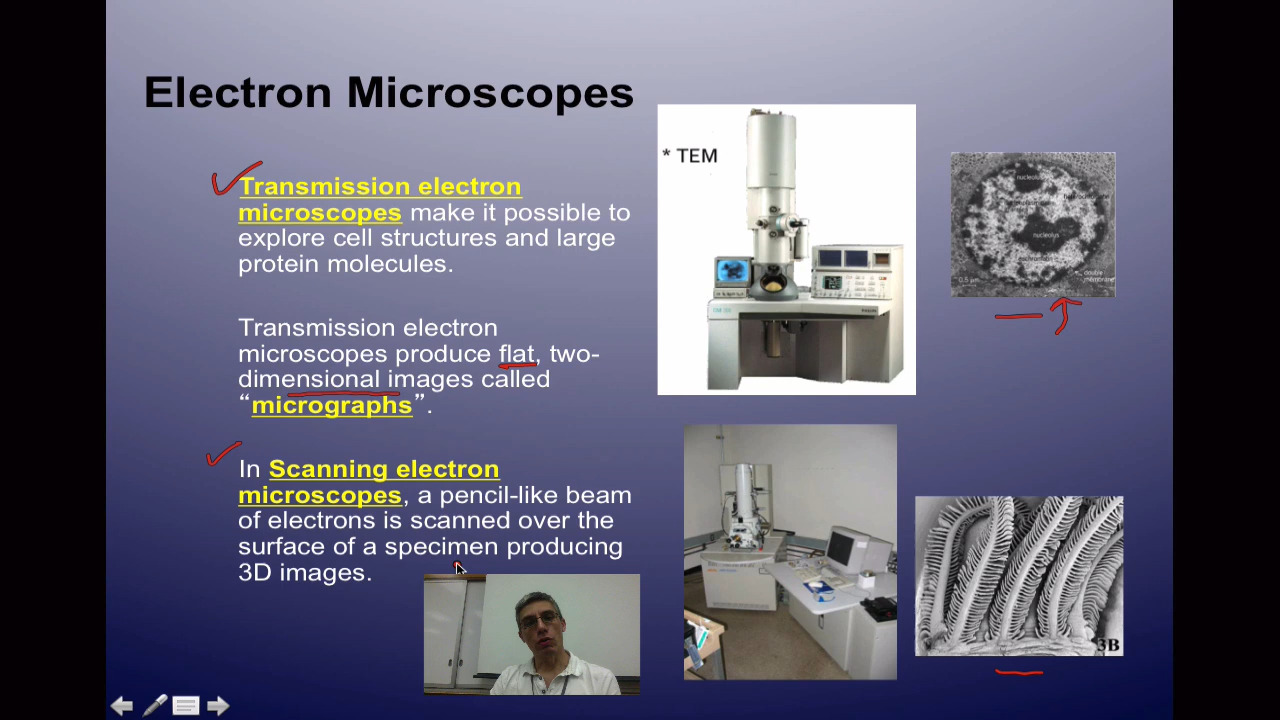 Electron Microscopes
Transmission electron
microscopes make it possible to
explore cell structures and large
protein molecules.
Transmission electron
microscopes produce flat, two-
dimensional images called
“micrographs”.
In Scanning electron
microscopes, a pencil-like beam
of electrons is scanned over the
surface of a specimen producing
3D images.
* TEM
nucleolus
nucleolus
double
membrane
0.5 μm
3B